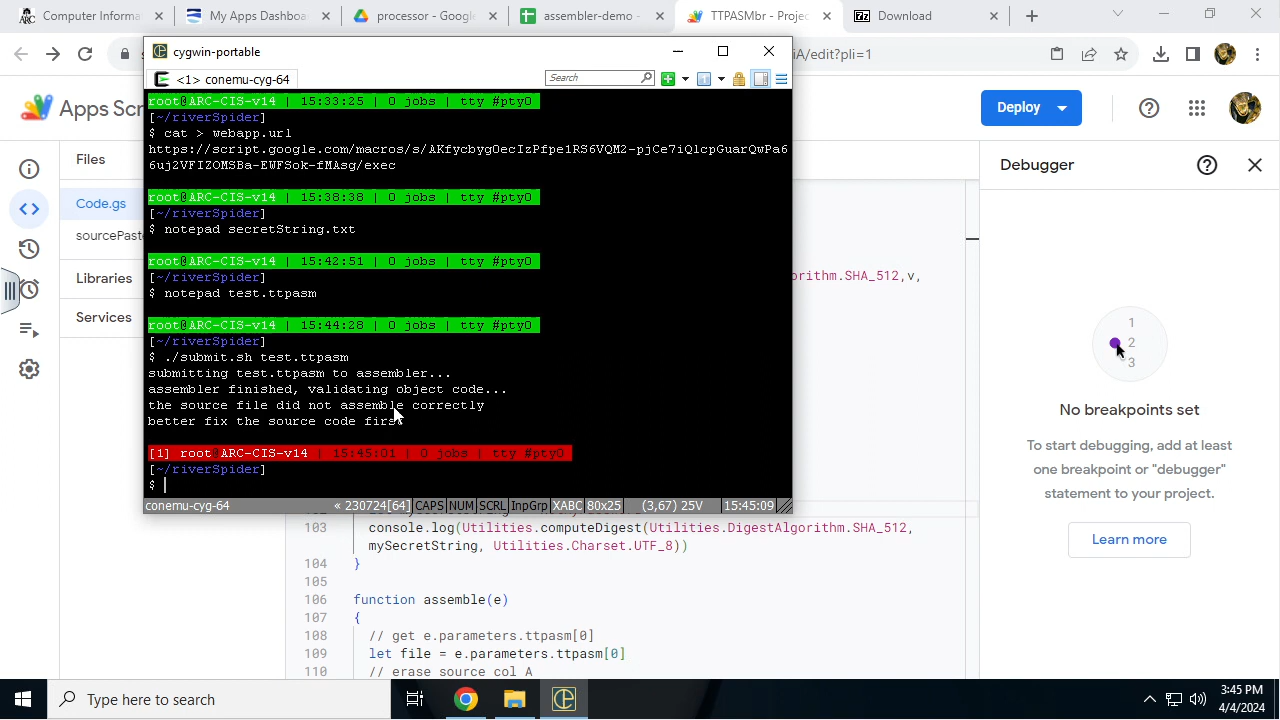 Computer Informa
My Apps Dashboa
processor - Google
assembler-demo -
TTPASMbr - Projec
Download
iA/edit?pli=1
cygwin-portable
<1> conemu-cyg-64
Search
Apps Scr
Deploy
Files
Code.gs
sourcePast
Libraries
Services
root@ARC-CIS-v14 | 15:33:25 | 0 jobs | tty #pty0
[~/riverSpider]
$ cat > webapp.url
https://script.google.com/macros/s/AKfycbygOecIzPfpe1RS6VQM2-pjCe7iQlcpGuarQwPa6
6uj2VFIZOMSBa-EWFSok-fMAsg/exec
root@ARC-CIS-v14 | 15:38:38 | 0 jobs | tty #pty0
[~/riverSpider]
$ notepad secretString.txt
root@ARC-CIS-v14 | 15:42:51 | 0 jobs | tty #pty0
[~/riverSpider]
$ notepad test.ttpasm
root@ARC-CIS-v14 | 15:44:28 | 0 jobs | tty #pty0
[~/riverSpider]
$ ./submit.sh test.ttpasm
submitting test.ttpasm to assembler...
assembler finished, validating object code...
the source file did not assemble correctly
better fix the source code first
[1] root@ARC-CIS-v14 | 15:45:01 | 0 jobs | tty #pty0
[~/riverSpider]
$
conemu-cyg-64 « 230724[64] CAPS NUM SCRL InpGrp XABC 80x25 (3,67) 25V 15:45:09
orithm.SHA_512,v,
103 console.log(Utilities.computeDigest(Utilities.DigestAlgorithm.SHA_512,
mySecretString, Utilities.Charset.UTF_8))
104 }
105
106 function assemble(e)
107 {
108 // get e.parameters.ttpasm[0]
109 let file = e.parameters.ttpasm[0]
110 // erase source col A
Debugger
1
2
3
No breakpoints set
To start debugging, add at least
one breakpoint or "debugger"
statement to your project.
Learn more
Type here to search
3:45 PM
4/4/2024